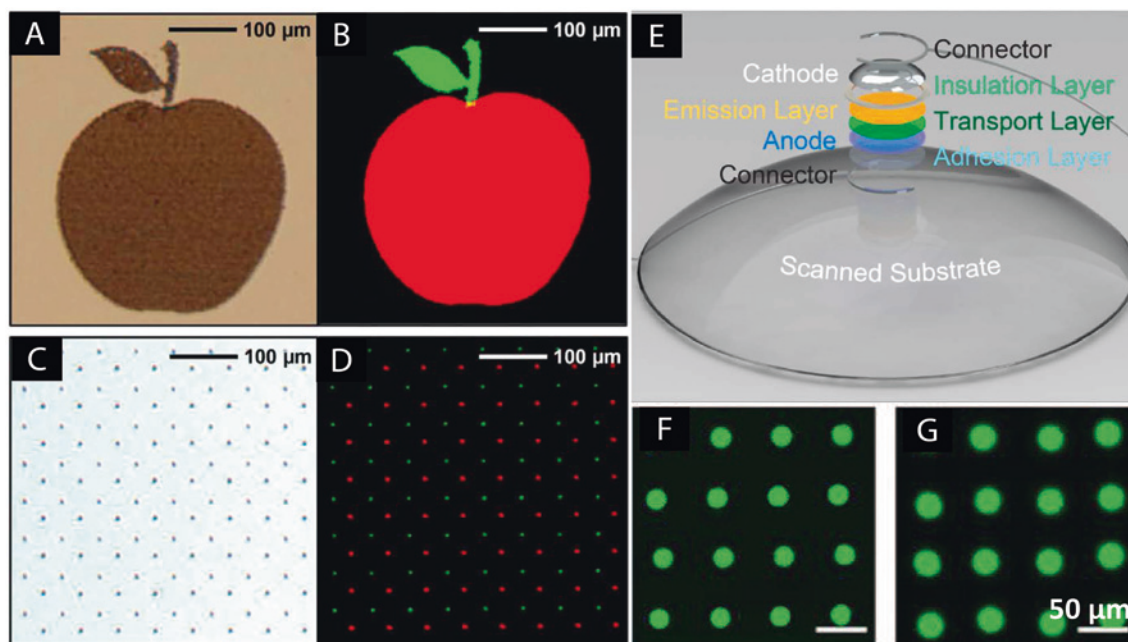 A
100 µm
B
100 µm
C
100 µm
D
100 µm
E
Connector
Cathode
Insulation Layer
Emission Layer
Transport Layer
Anode
Adhesion Layer
Connector
Scanned Substrate
F
G
50 µm